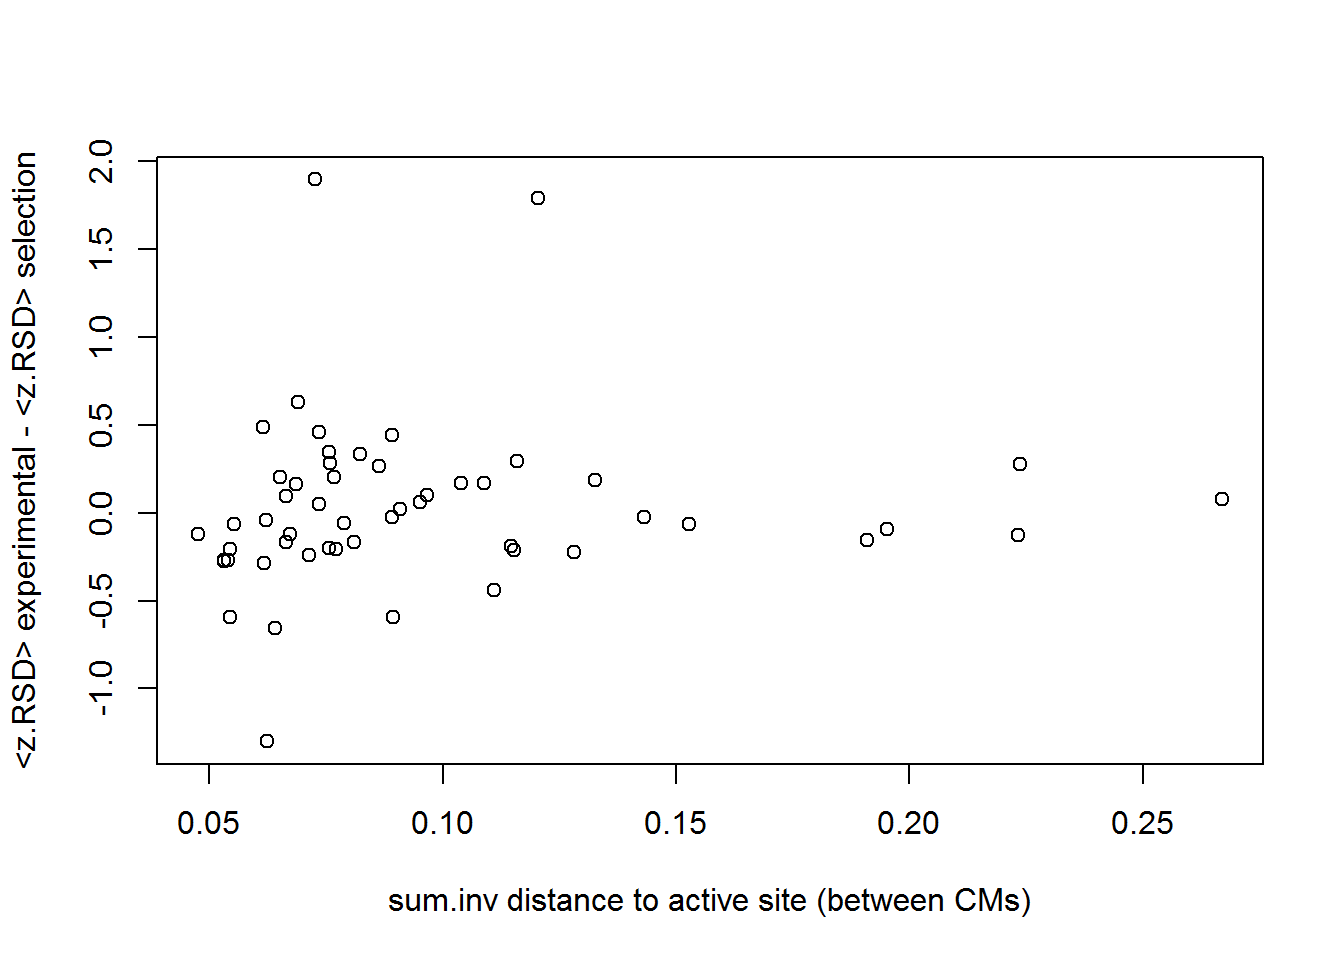 <z.RSD> experimental - <z.RSD> selection
2.0
1.5
1.0
0.5
0.0
-0.5
-1.0
0.05 0.10 0.15 0.20 0.25
sum.inv distance to active site (between CMs)